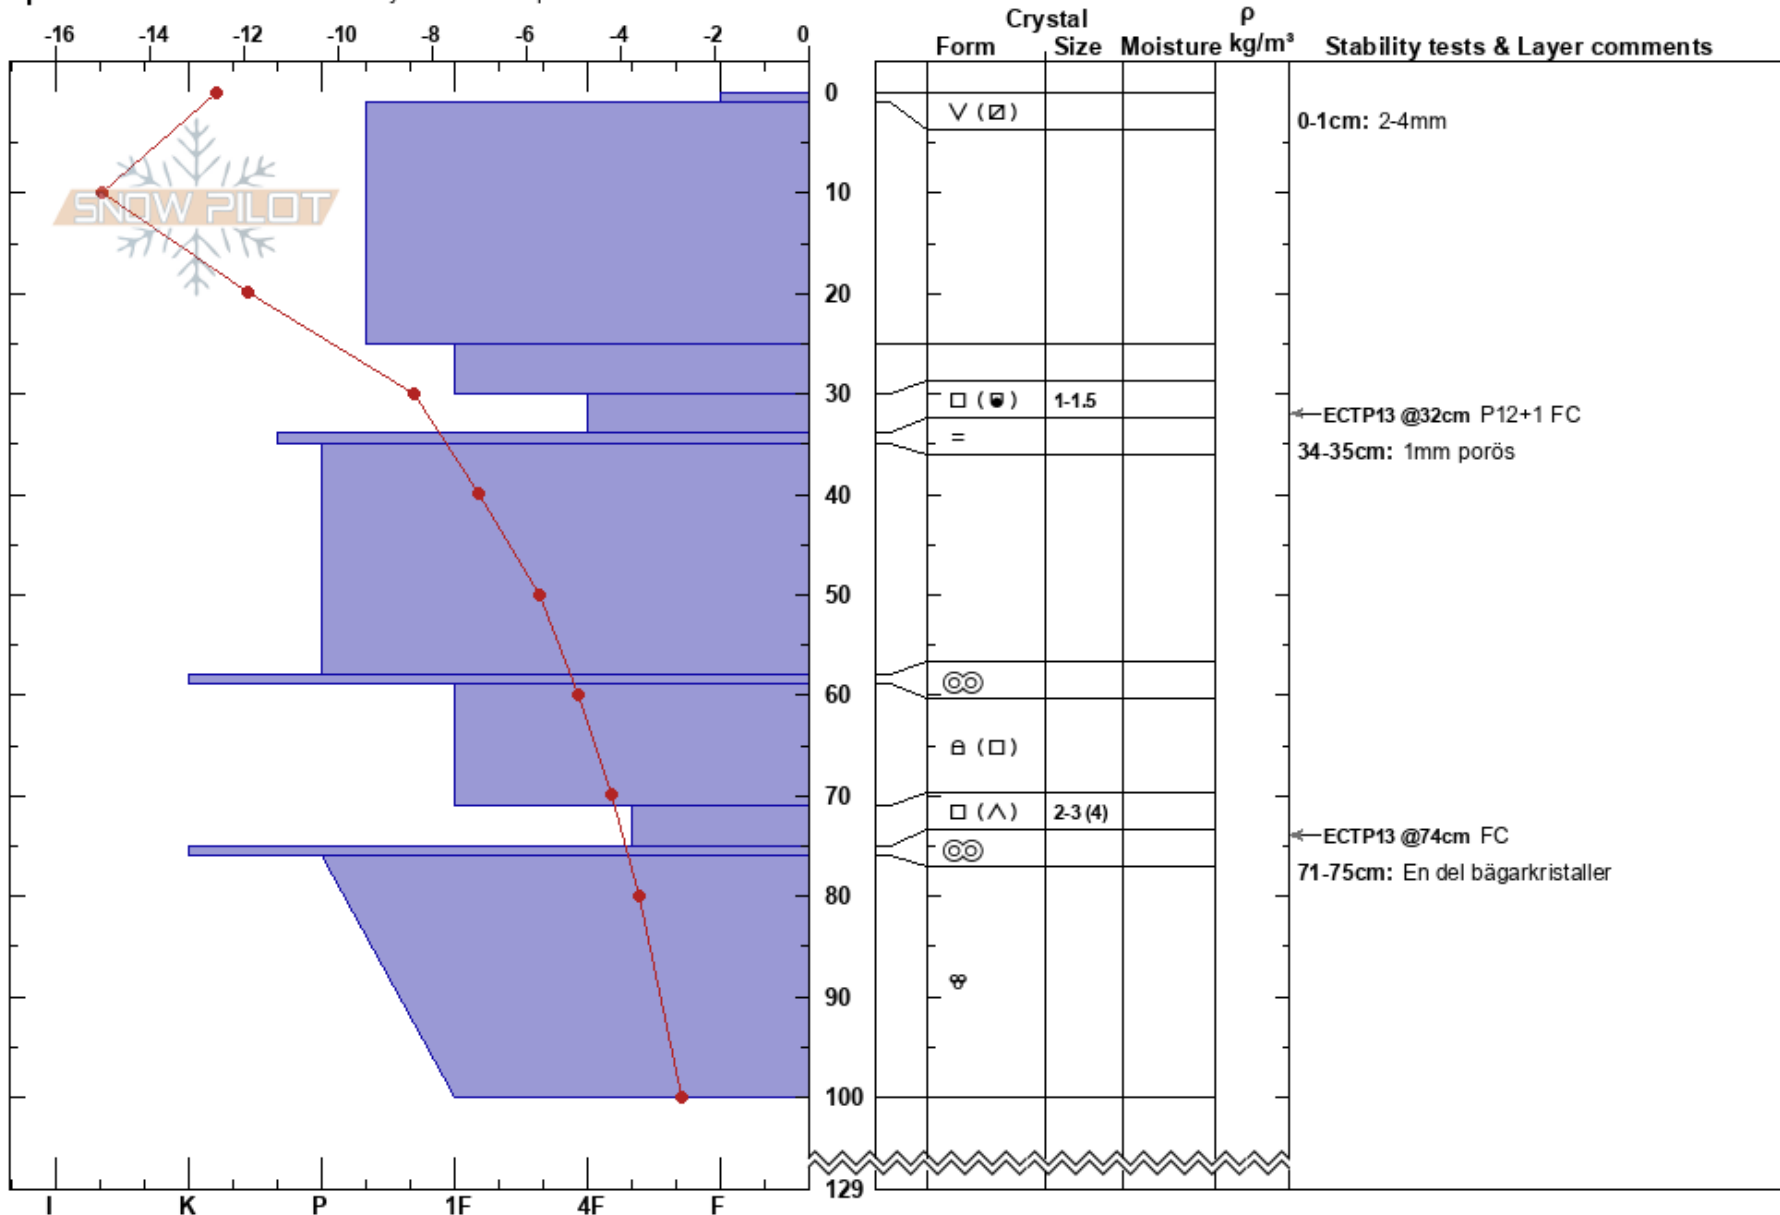 -16 -14 -12 -10 -8 -6 -4 -2 0
Crystal
ρ
Form Size Moisture kg/m³ Stability tests & Layer comments
SNOW PILOT
0
10
20
30
40
50
60
70
80
90
100
129
V (⧄)
0-1cm: 2-4mm
1-1.5
ECTP13 @32cm P12+1 FC
=
34-35cm: 1mm porös
2-3 (4)
ECTP13 @74cm FC
71-75cm: En del bägarkristaller
I K P 1F 4F F